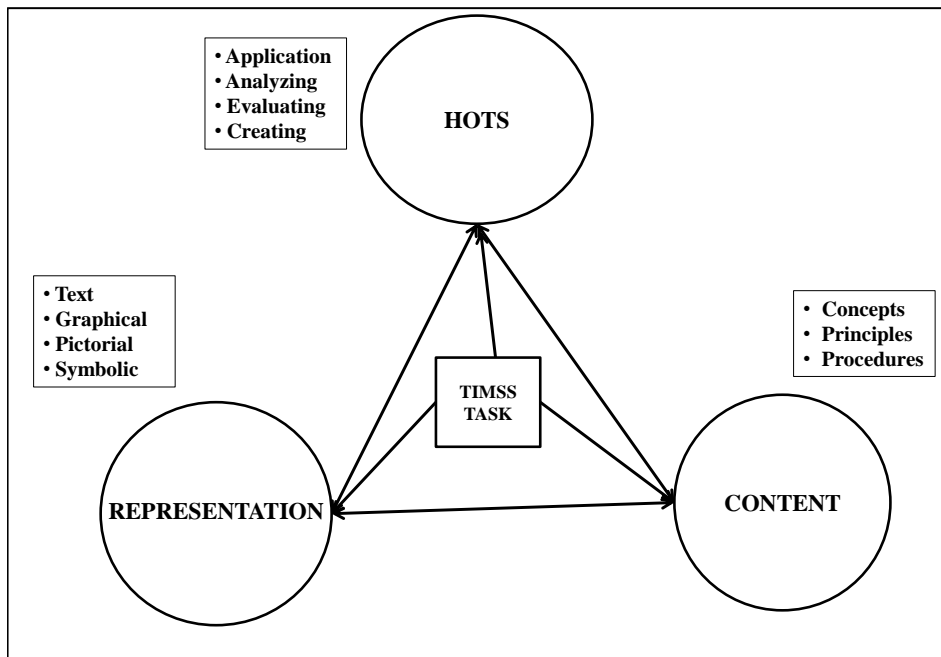 • Application
• Analyzing
• Evaluating
• Creating
HOTS
• Text
• Graphical
• Pictorial
• Symbolic
• Concepts
• Principles
• Procedures
TIMSS
TASK
REPRESENTATION
CONTENT